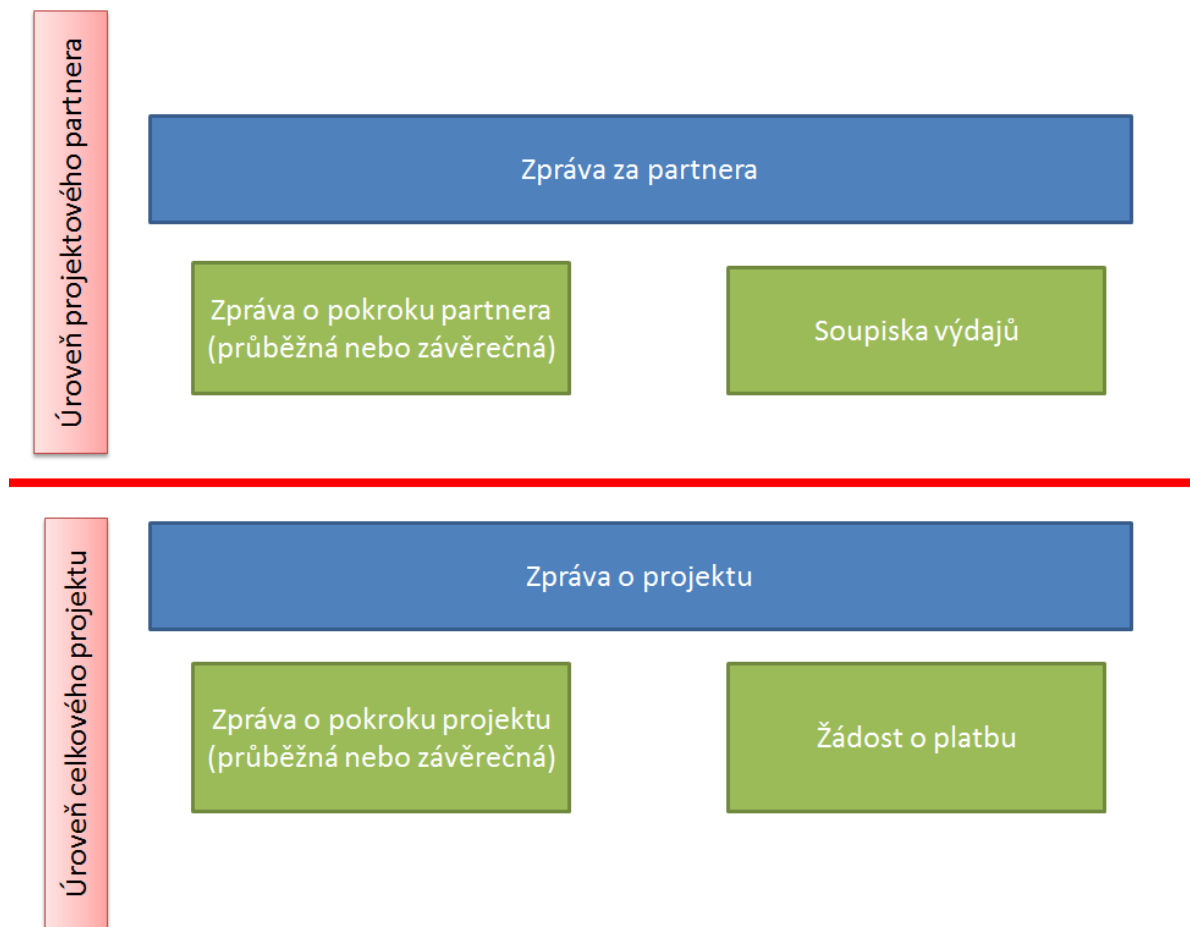 Úroveň projektového partnera
Zpráva za partnera
Zpráva o pokroku partnera
(průběžná nebo závěrečná)
Soupiska výdajů
Úroveň celkového projektu
Zpráva o projektu
Zpráva o pokroku projektu
(průběžná nebo závěrečná)
Žádost o platbu